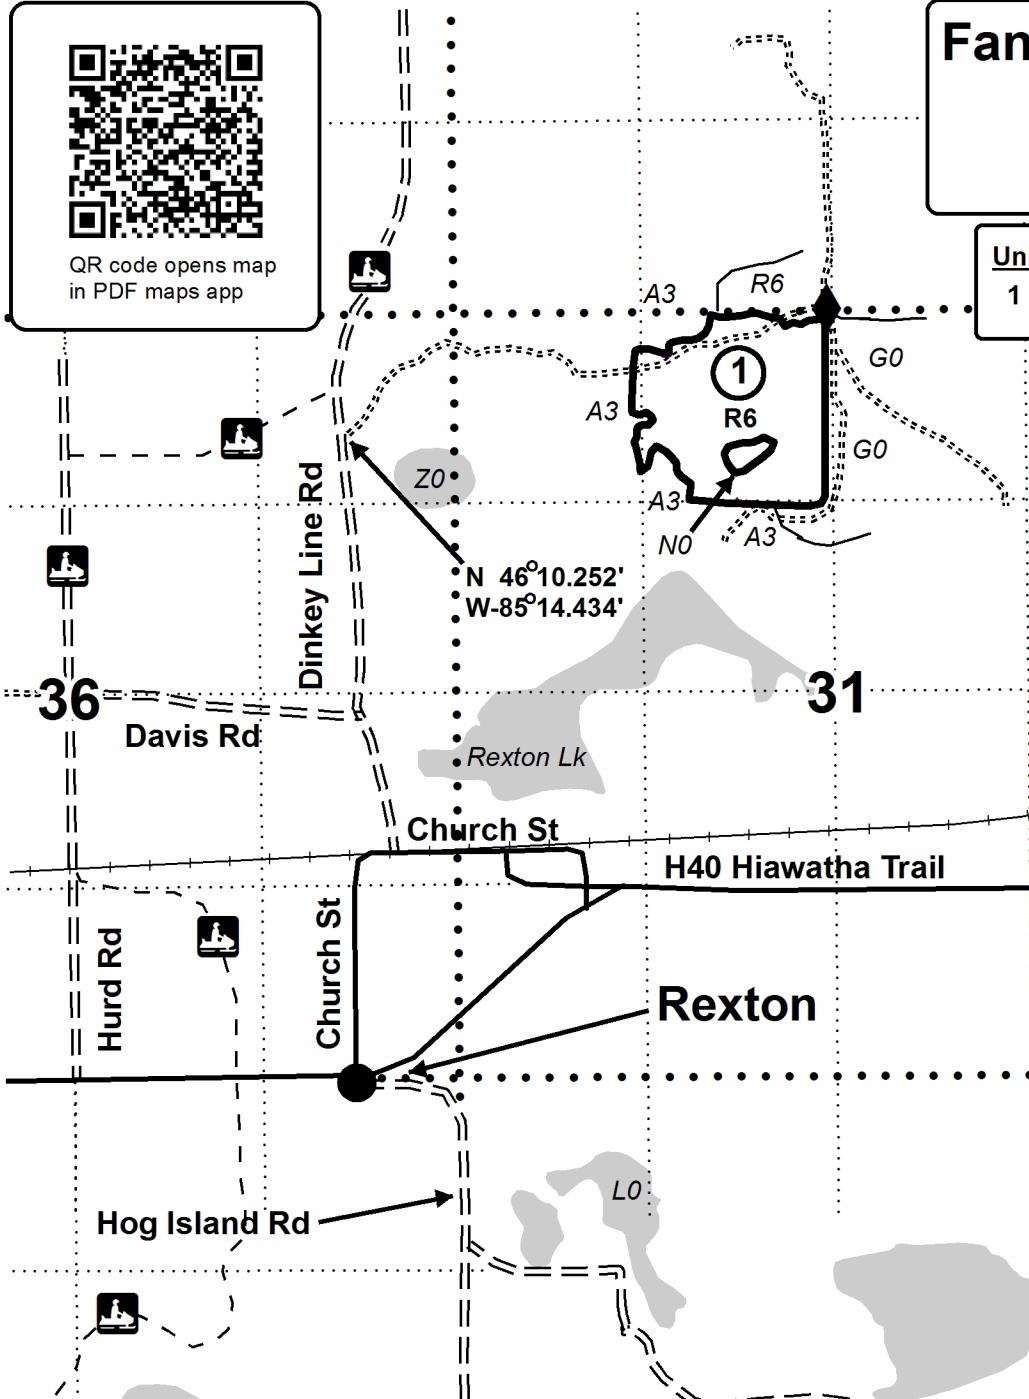 QR code opens map
in PDF maps app
Fan
Uni
1
A3
R6
G0
1
A3
R6
G0
Z0
A3
N0
A3
N 46°10.252'
W-85°14.434'
Dinkey Line Rd
36
31
Davis Rd
Rexton Lk
Church St
H40 Hiawatha Trail
Church St
Hurd Rd
Rexton
L0
Hog Island Rd